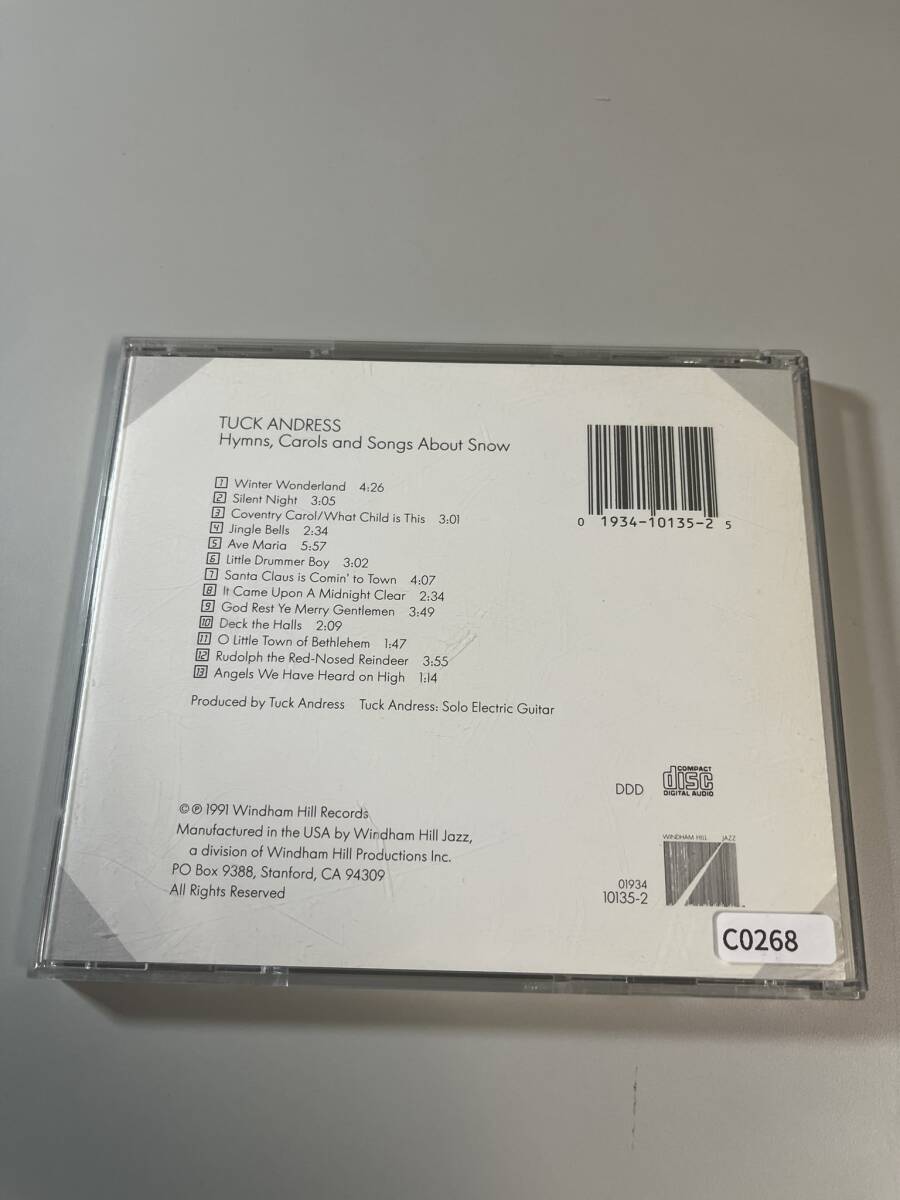 TUCK ANDRESS
Hymns, Carols and Songs About Snow
1 Winter Wonderland 4:26
2 Silent Night 3:05
3 Coventry Carol/What Child is This 3:01
4 Jingle Bells 2:34
5 Ave Maria 5:57
6 Little Drummer Boy 3:02
7 Santa Claus is Comin' to Town 4:07
8 It Came Upon A Midnight Clear 2:34
9 God Rest Ye Merry Gentlemen 3:49
10 Deck the Halls 2:09
11 O Little Town of Bethlehem 1:47
12 Rudolph the Red-Nosed Reindeer 3:55
13 Angels We Have Heard on High 1:14
Produced by Tuck Andress Tuck Andress: Solo Electric Guitar
0 1934-10135-2 5
© ℗ 1991 Windham Hill Records
Manufactured in the USA by Windham Hill Jazz,
a division of Windham Hill Productions Inc.
PO Box 9388, Stanford, CA 94309
All Rights Reserved
DDD
COMPACT
disc
DIGITAL AUDIO
WINDHAM HILL JAZZ
01934
10135-2
C0268